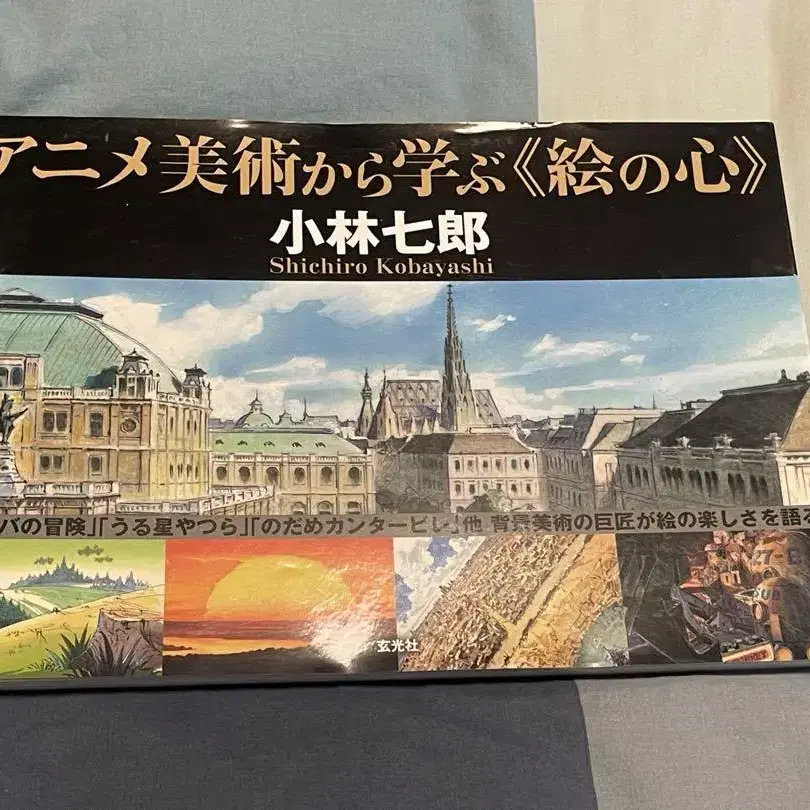 アニメ美術から学ぶ《絵の心》
小林七郎
Shichiro Kobayashi
バの冒険」「うる星やつら」「のだめカンタービレ」他 背景美術の巨匠が絵の楽しさを語る
玄光社